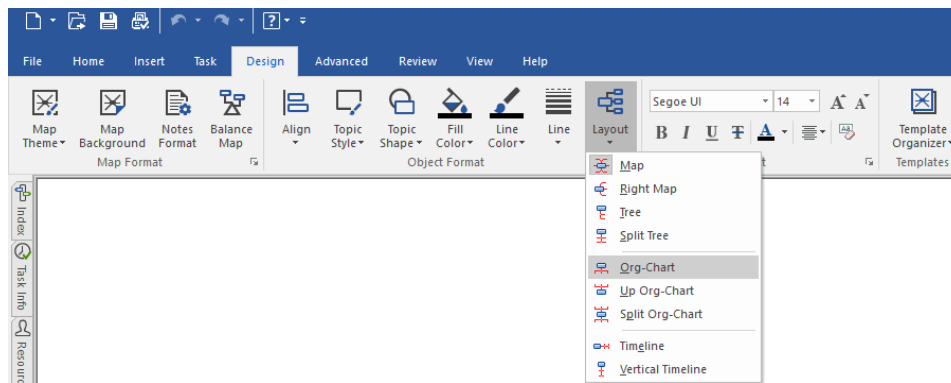 File Home Insert Task Design Advanced Review View Help
Map Theme Map Background Notes Format Balance Map Align Topic Style Topic Shape Fill Color Line Color Line Layout Segoe UI 14 A A
B I U T A Template Organizer
Map Format Object Format t Templates
Index
Task Info
Map
Right Map
Tree
Split Tree
Org-Chart
Up Org-Chart
Split Org-Chart
Timeline
Vertical Timeline